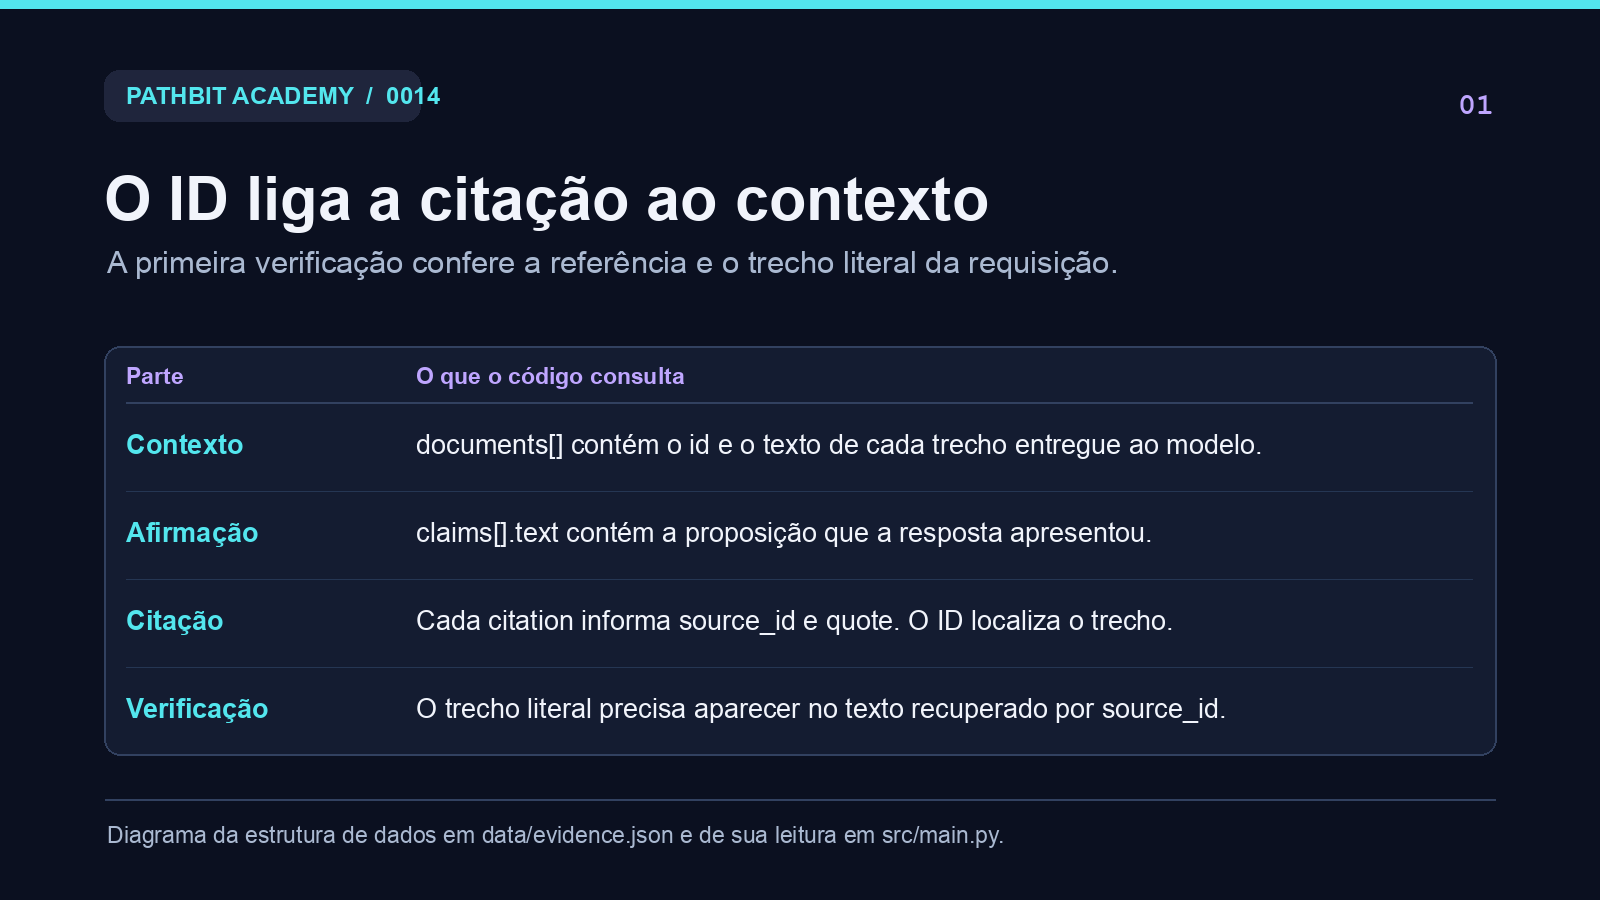 PATHBIT ACADEMY / 0014
01
O ID liga a citação ao contexto
A primeira verificação confere a referência e o trecho literal da requisição.
Parte O que o código consulta
Contexto documents[] contém o id e o texto de cada trecho entregue ao modelo.
Afirmação claims[].text contém a proposição que a resposta apresentou.
Citação Cada citation informa source_id e quote. O ID localiza o trecho.
Verificação O trecho literal precisa aparecer no texto recuperado por source_id.
Diagrama da estrutura de dados em data/evidence.json e de sua leitura em src/main.py.